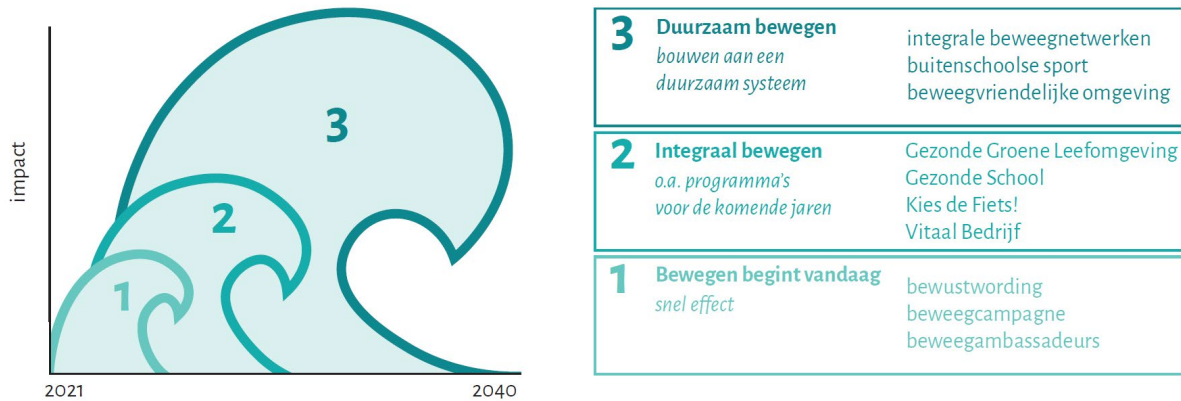 impact
3
2
1
2021
2040
3
Duurzaam bewegen
bouwen aan een
duurzaam systeem
integrale beweegnetwerken
buitenschoolse sport
beweegvriendelijke omgeving
2
Integraal bewegen
o.a. programma's
voor de komende jaren
Gezonde Groene Leefomgeving
Gezonde School
Kies de Fiets!
Vitaal Bedrijf
1
Bewegen begint vandaag
snel effect
bewustwording
beweegcampagne
beweegambassadeurs